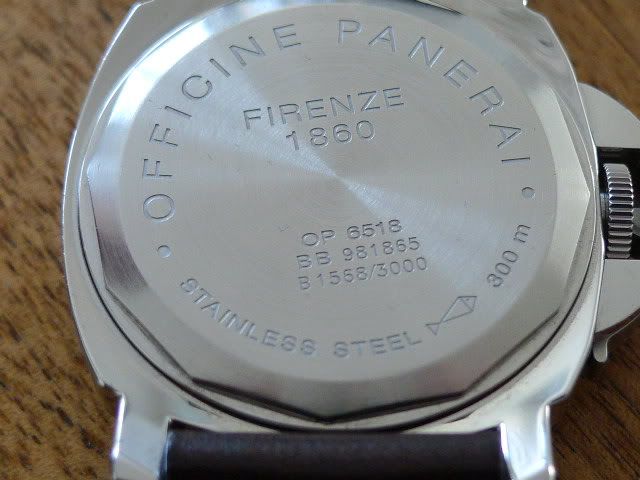 OFFICINE PANERAI
FIRENZE
1860
OP 6518
BB 981865
B1568/3000
STAINLESS STEEL 300 m